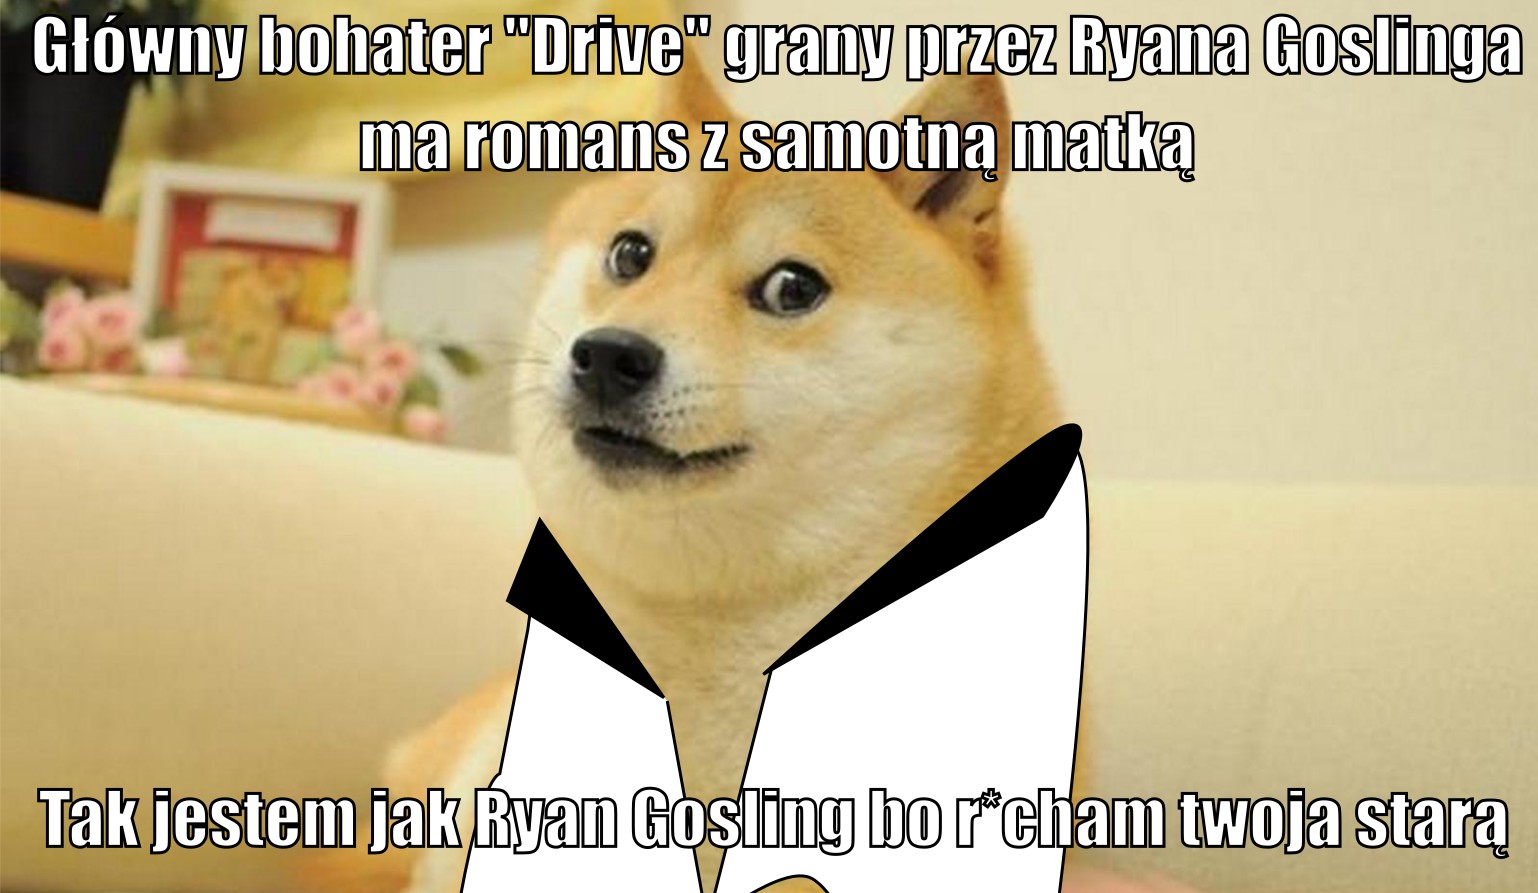 Główny bohater "Drive" grany przez Ryana Goslinga
ma romans z samotną matką
Tak jestem jak Ryan Gosling bo r*cham twoja starą